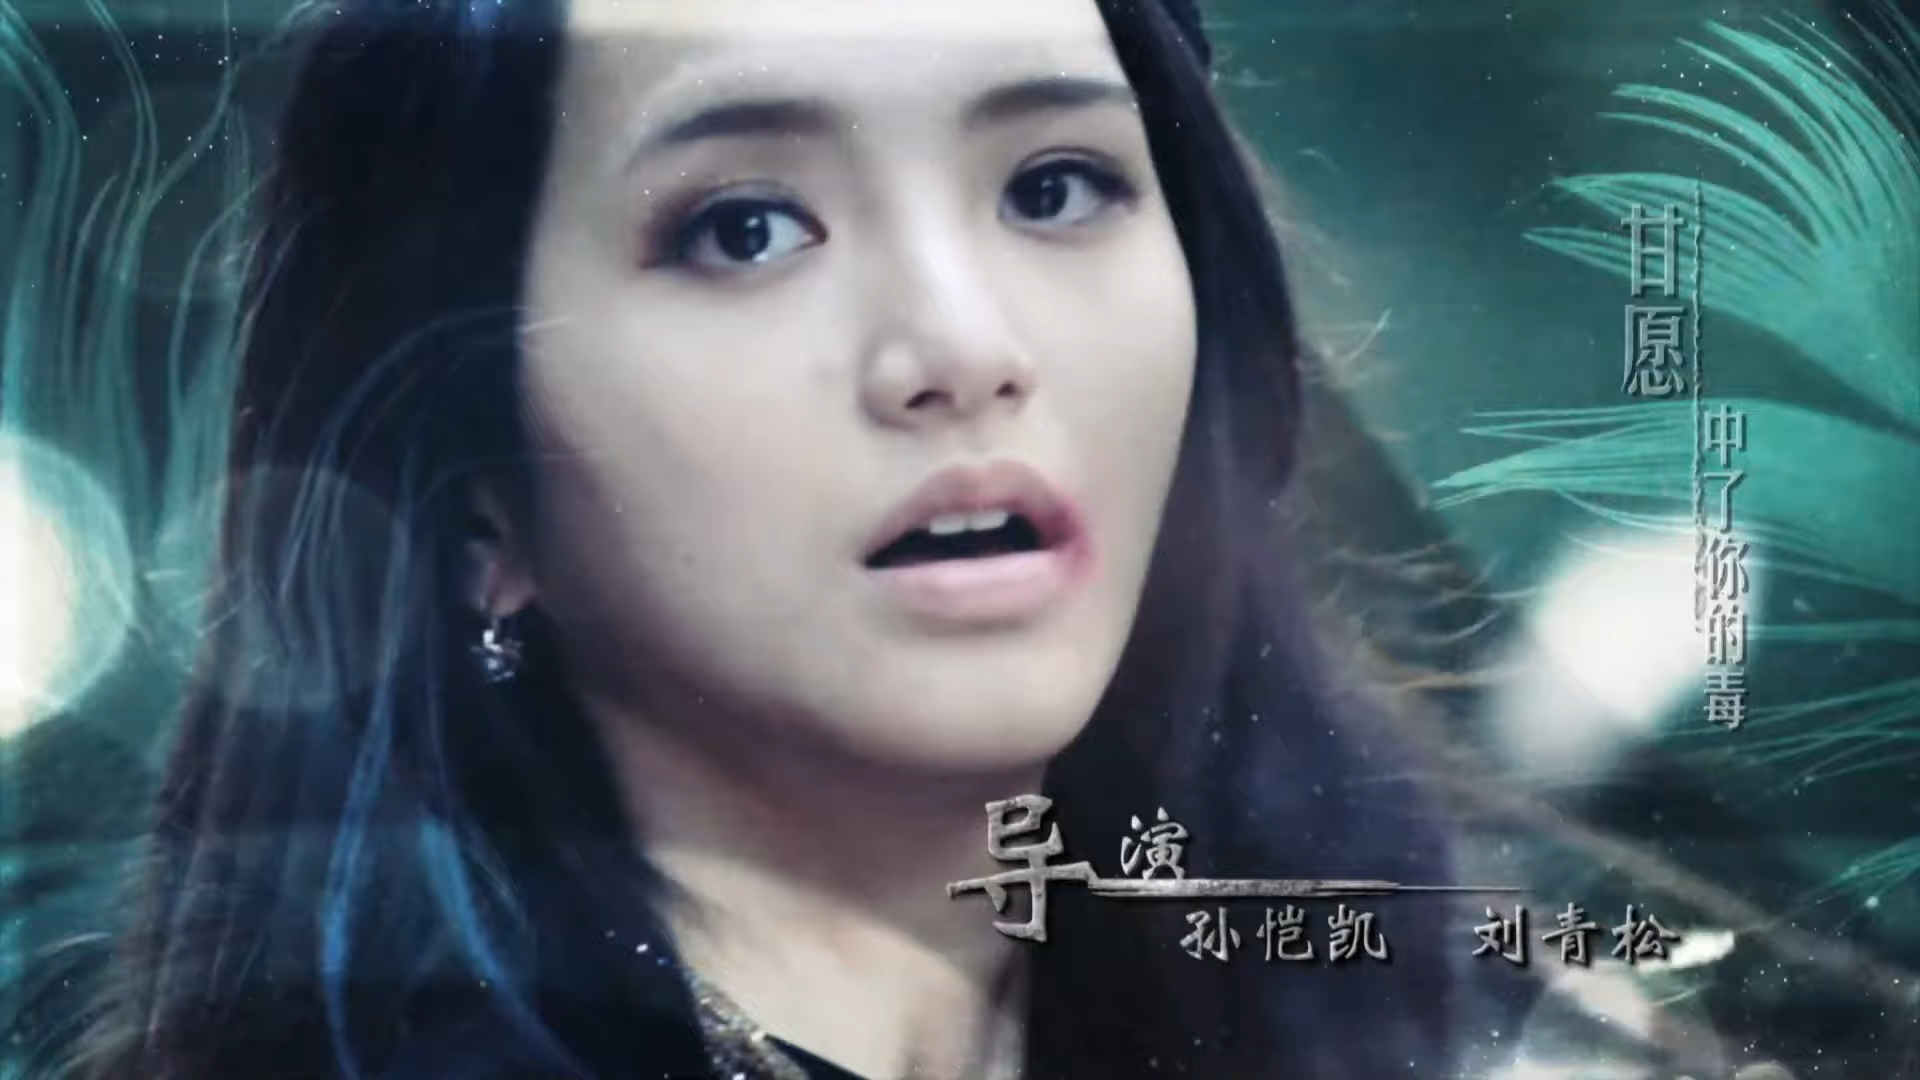 甘愿
中了你的毒
导演
孙恺凯 刘青松